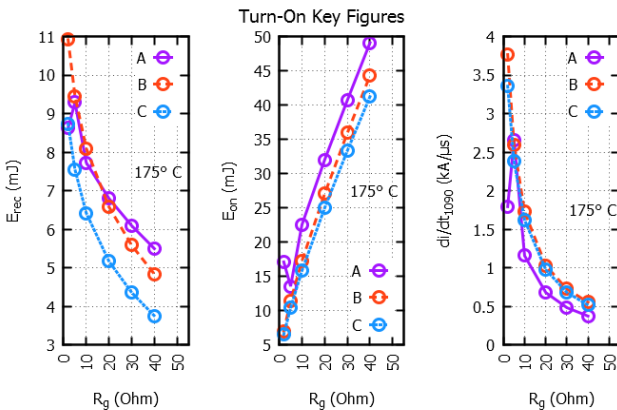 Turn-On Key Figures
11
10
9
8
7
6
5
4
3
E_rec (mJ)
A
B
C
175° C
0
10
20
30
40
50
R_g (Ohm)
50
45
40
35
30
25
20
15
10
5
E_on (mJ)
175° C
A
B
C
0
10
20
30
40
50
R_g (Ohm)
4
3.5
3
2.5
2
1.5
1
0.5
0
di/dt_1090 (kA/µs)
A
B
C
175° C
0
10
20
30
40
50
R_g (Ohm)